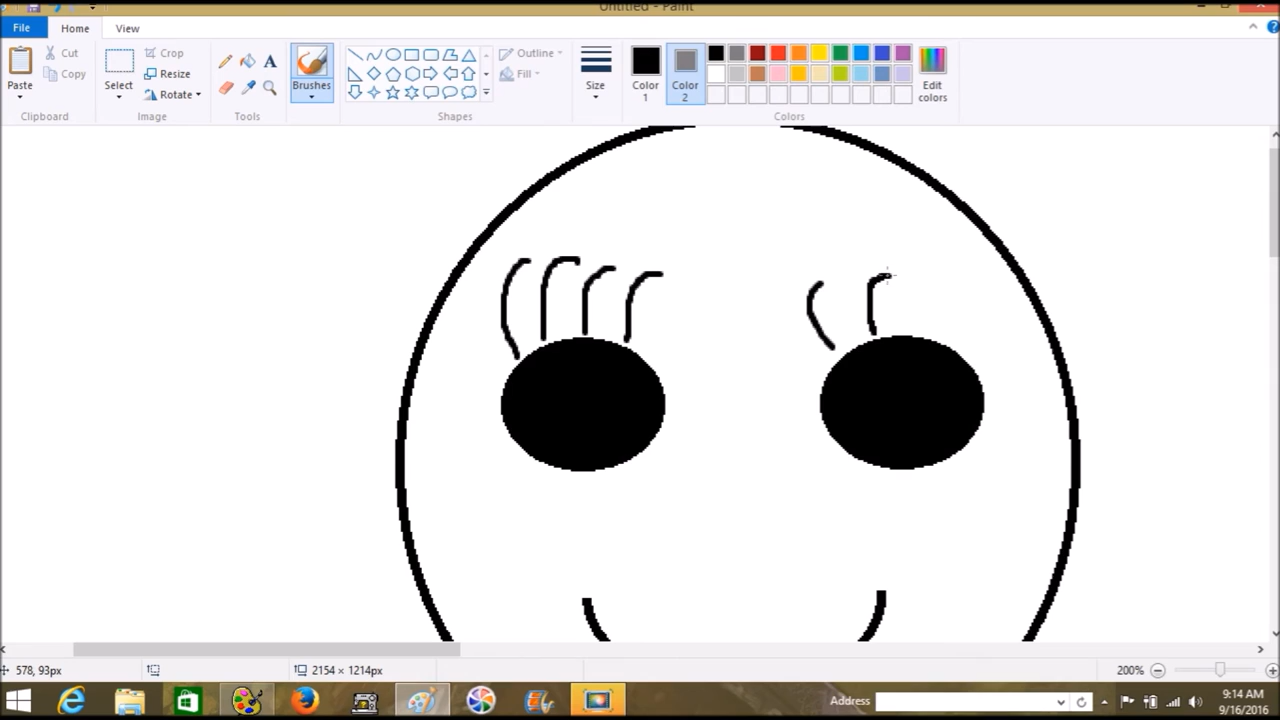 Untitled - Paint
File Home View
Paste
Cut
Copy
Clipboard
Select
Crop
Resize
Rotate
Image
Tools
Brushes
Shapes
Outline
Fill
Size
Color 1
Color 2
Edit colors
Colors
578, 93px
2154 × 1214px
200%
Address
9:14 AM
9/16/2016